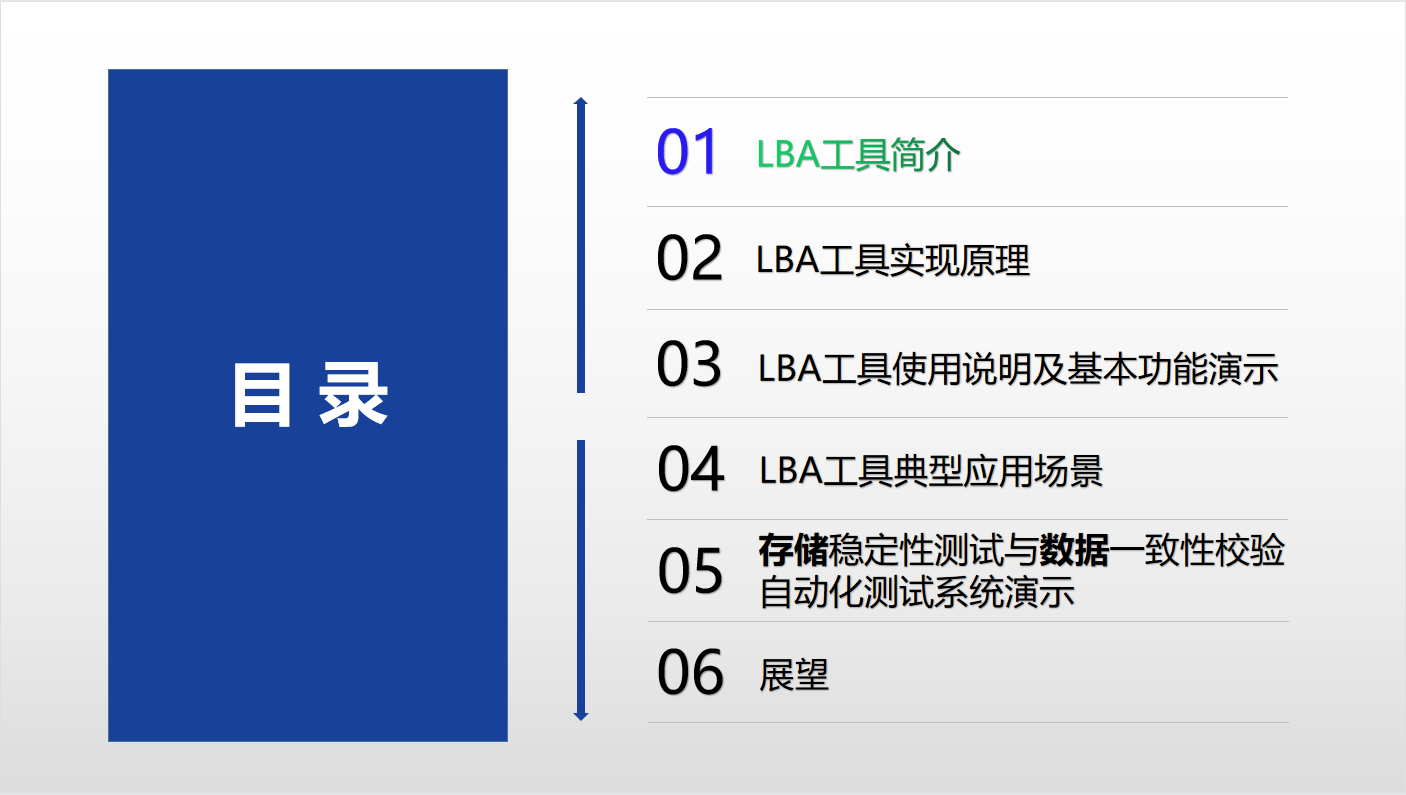 目 录
01 LBA工具简介
02 LBA工具实现原理
03 LBA工具使用说明及基本功能演示
04 LBA工具典型应用场景
05 存储稳定性测试与数据一致性校验
自动化测试系统演示
06 展望